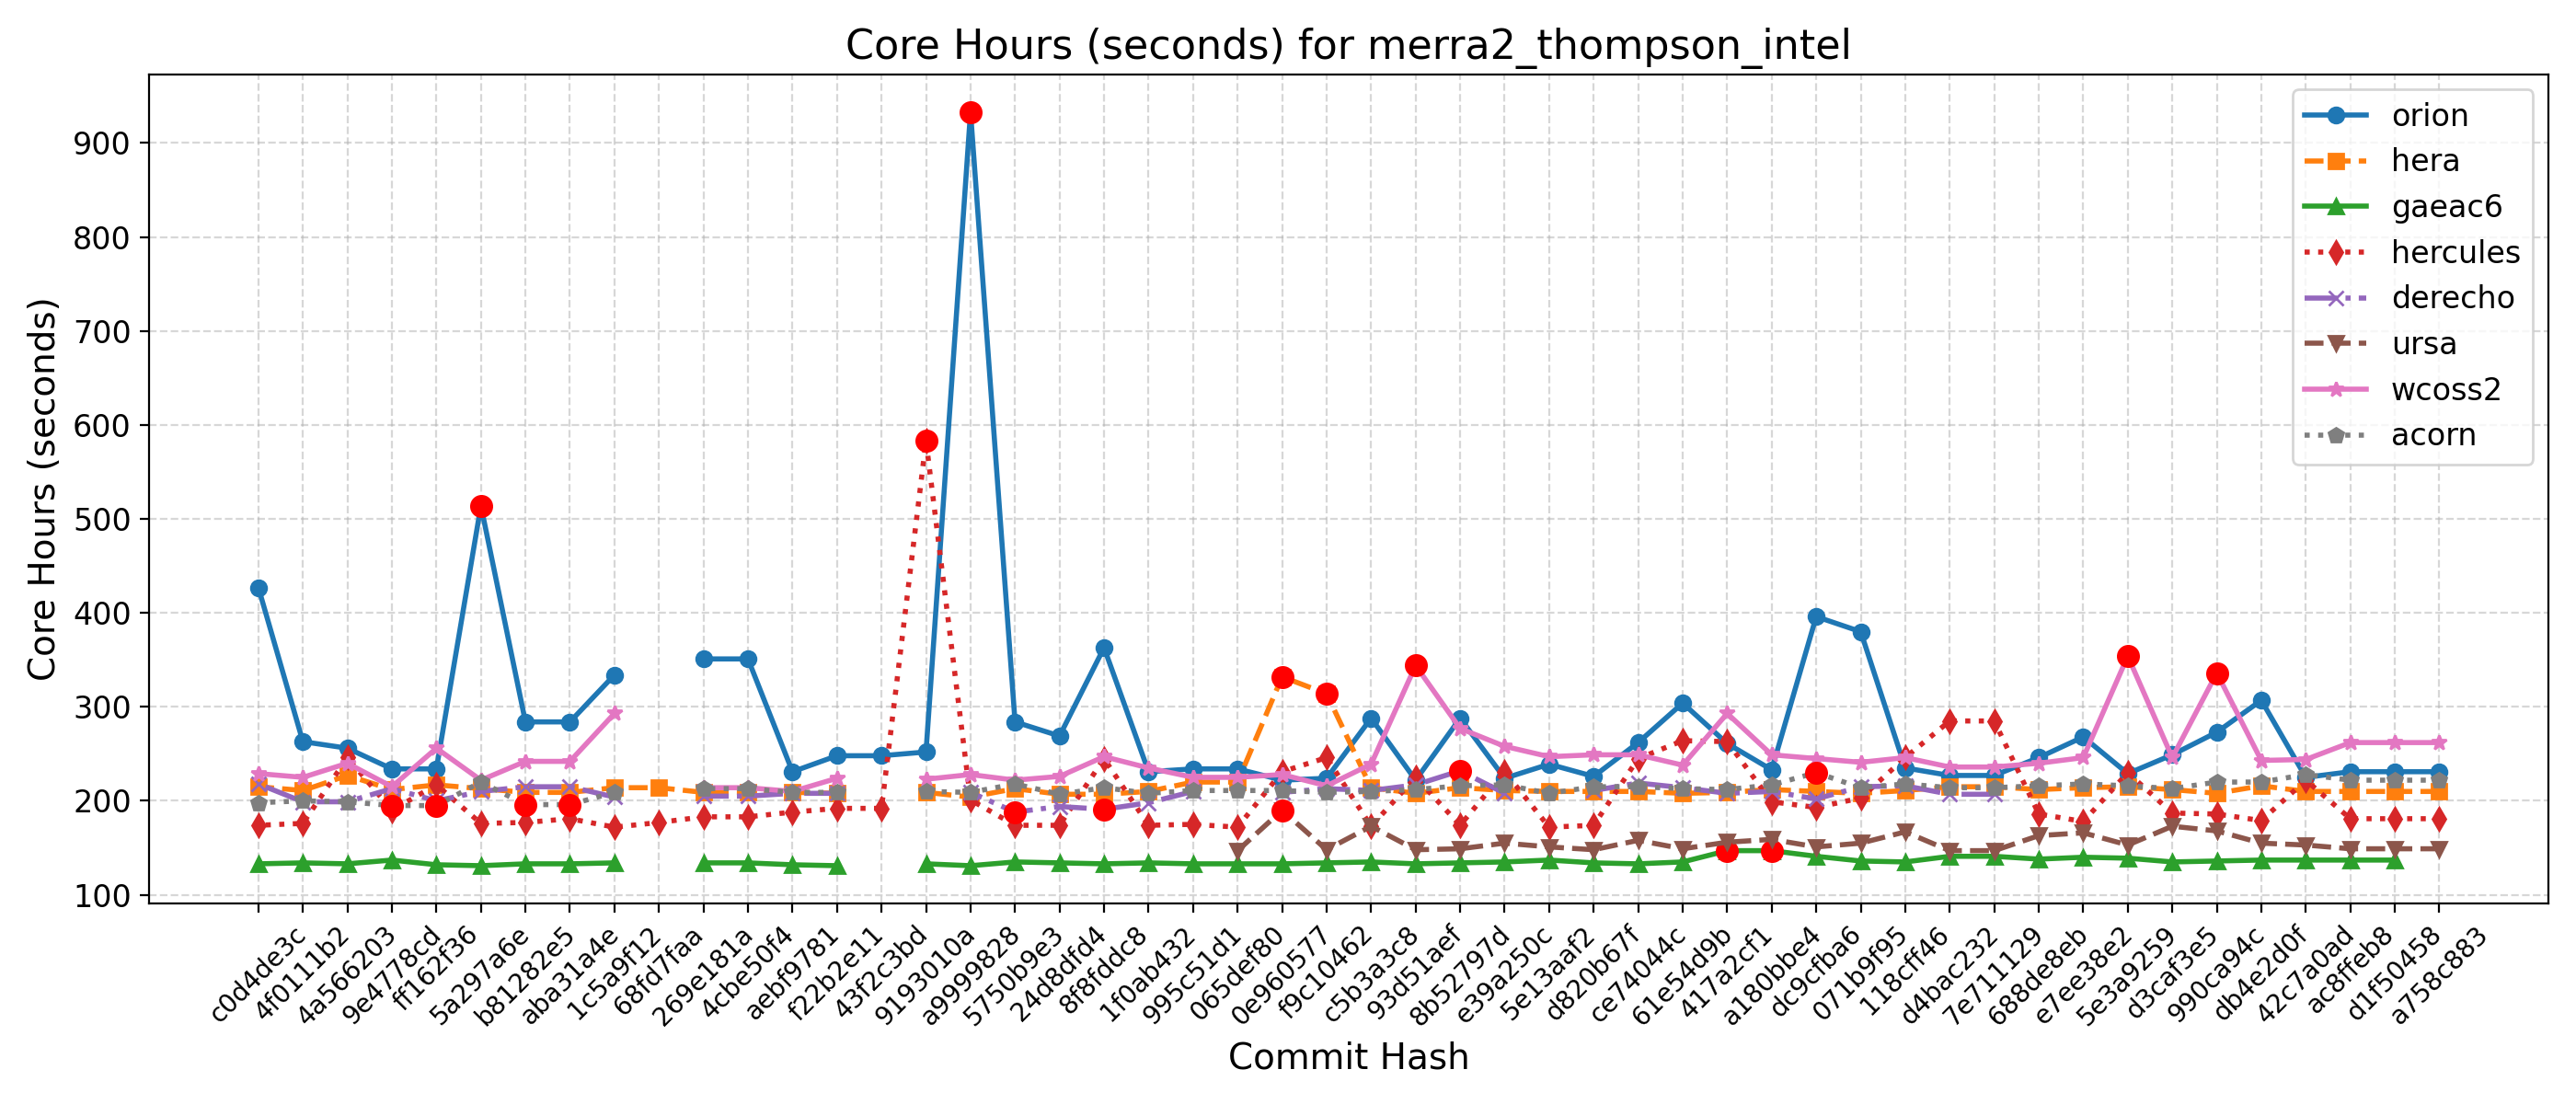 Core Hours (seconds) for merra2_thompson_intel
Core Hours (seconds)
900
800
700
600
500
400
300
200
100
orion
hera
gaeac6
hercules
derecho
ursa
wcoss2
acorn
c0d4de3c
4f0111b2
4a566203
9e4778cd
ff162f36
5a297a6e
b81282e5
aba31a4e
1c5a9f12
68fd7faa
269e181a
4cbe50f4
aebf9781
f22b2e11
43f2c3bd
9193010a
a9999828
5750b9e3
24d8dfd4
8f8fddc8
1f0ab432
995c51d1
065def80
0e960577
f9c10462
c5b3a3c8
93d51aef
8b52797d
e39a250c
5e13aaf2
d820b67f
ce74044c
61e54d9b
417a2cf1
a180bbe4
dc9cfba6
071b9f95
118cff46
d4bac232
7e711129
688de8eb
e7ee38e2
5e3a9259
d3caf3e5
990ca94c
db4e2d0f
42c7a0ad
ac8ffeb8
d1f50458
a758c883
Commit Hash